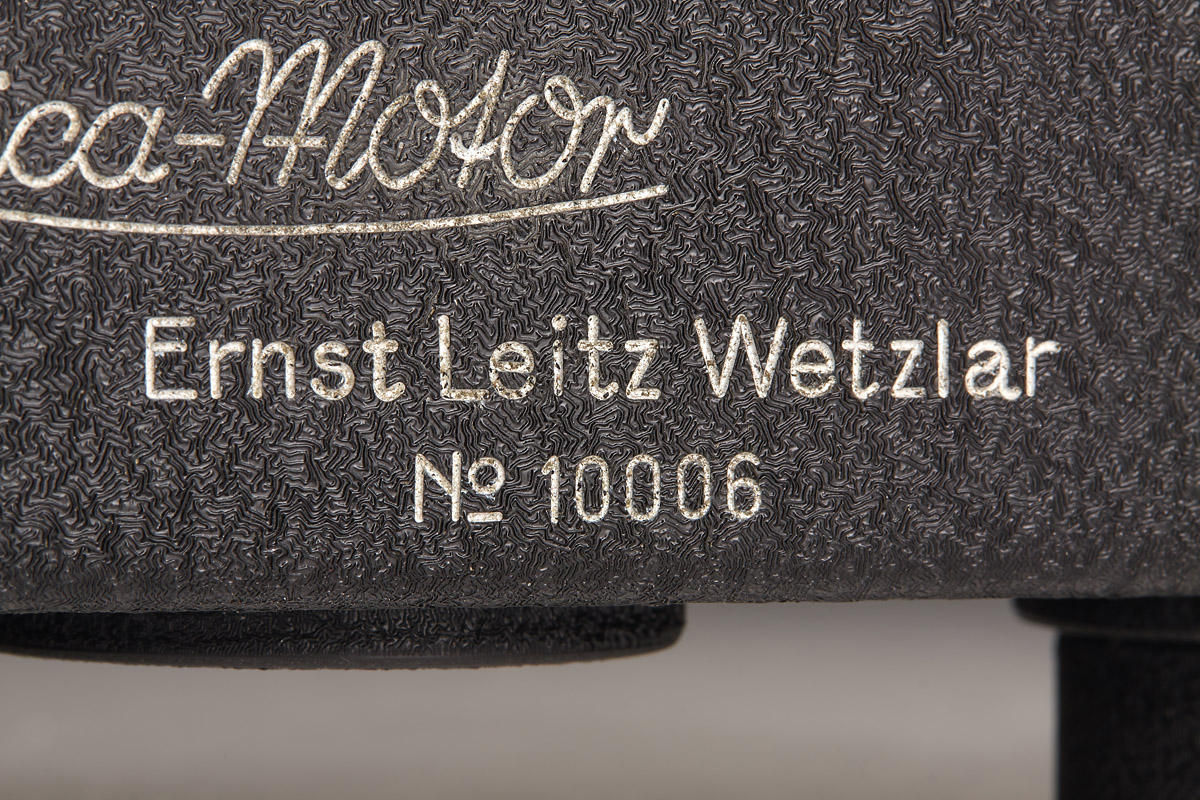 ica-Motor
Ernst Leitz Wetzlar
№ 10006